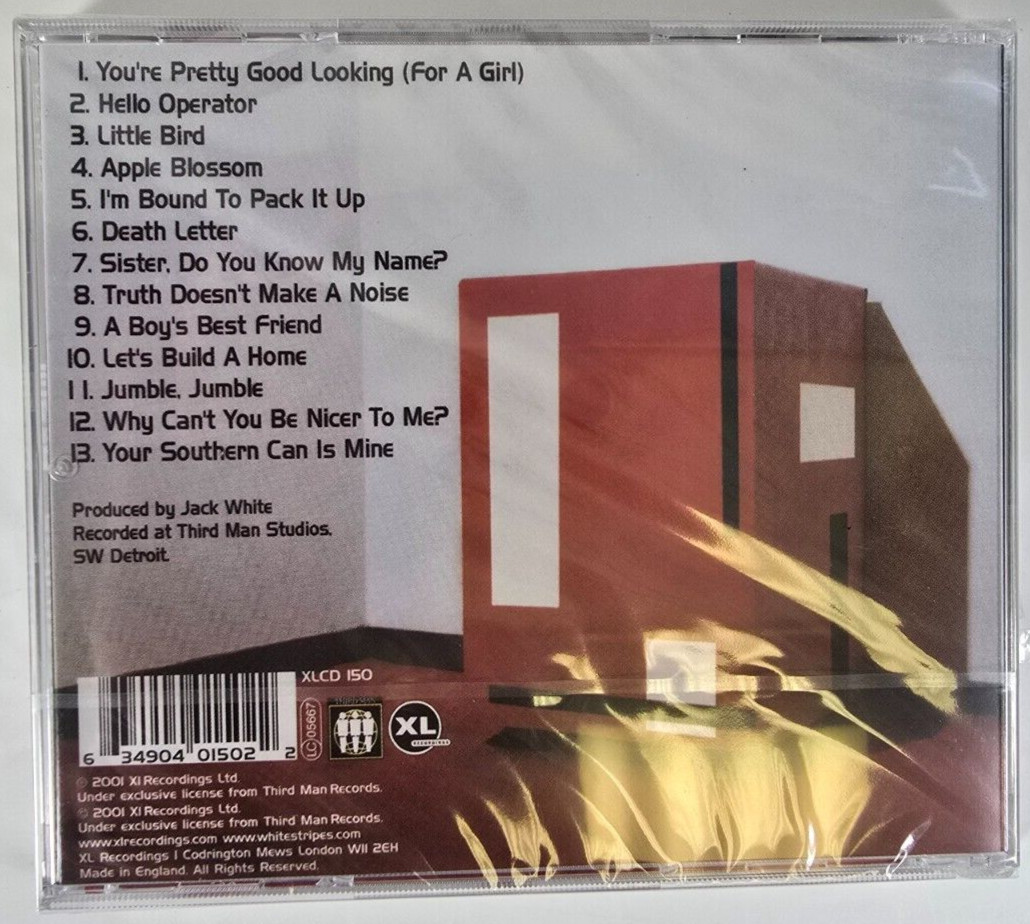 1. You're Pretty Good Looking (For A Girl)
2. Hello Operator
3. Little Bird
4. Apple Blossom
5. I'm Bound To Pack It Up
6. Death Letter
7. Sister, Do You Know My Name?
8. Truth Doesn't Make A Noise
9. A Boy's Best Friend
10. Let's Build A Home
11. Jumble, Jumble
12. Why Can't You Be Nicer To Me?
13. Your Southern Can Is Mine
Produced by Jack White
Recorded at Third Man Studios.
SW Detroit.
XLCD 150
6 34904 01502 2
LC 05667
XL
RECORDINGS
℗ 2001 Xl Recordings Ltd.
Under exclusive license from Third Man Records.
© 2001 Xl Recordings Ltd.
Under exclusive license from Third Man Records.
www.xlrecordings.com www.whitestripes.com
XL Recordings 1 Codrington Mews London W11 2EH
Made in England. All Rights Reserved.